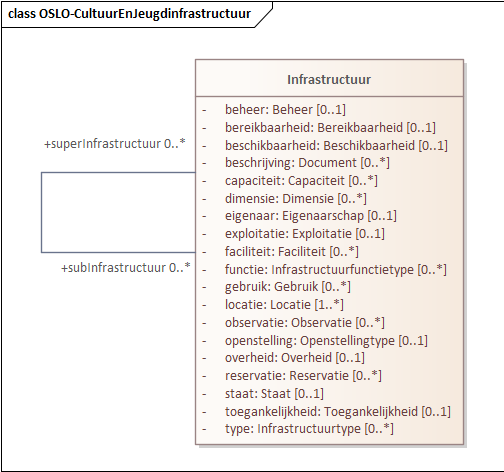 class OSLO-CultuurEnJeugdinfrastructuur
Infrastructuur
- beheer: Beheer [0..1]
- bereikbaarheid: Bereikbaarheid [0..1]
- beschikbaarheid: Beschikbaarheid [0..1]
- beschrijving: Document [0..*]
- capaciteit: Capaciteit [0..*]
- dimensie: Dimensie [0..*]
- eigenaar: Eigenaarschap [0..1]
- exploitatie: Exploitatie [0..1]
- faciliteit: Faciliteit [0..*]
- functie: Infrastructuurfunctietype [0..*]
- gebruik: Gebruik [0..*]
- locatie: Locatie [1..*]
- observatie: Observatie [0..*]
- openstelling: Openstellingtype [0..1]
- overheid: Overheid [0..1]
- reservatie: Reservatie [0..*]
- staat: Staat [0..1]
- toegankelijkheid: Toegankelijkheid [0..1]
- type: Infrastructuurtype [0..*]
+superInfrastructuur 0..*
+subInfrastructuur 0..*